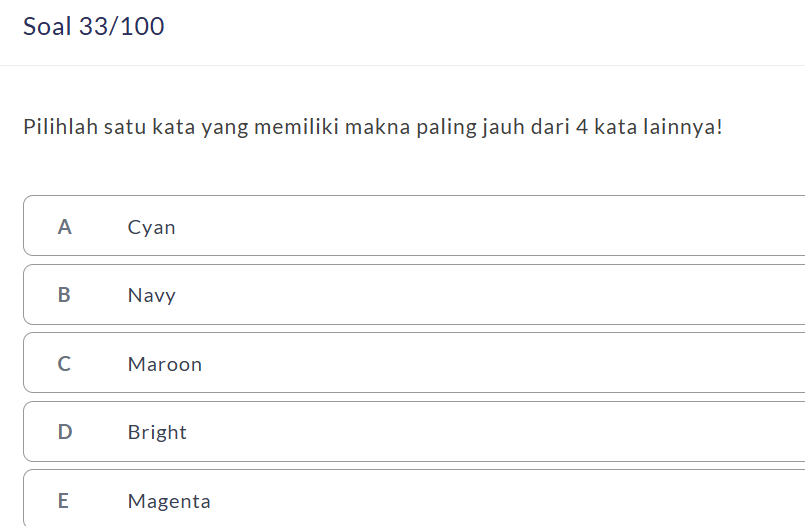 Soal 33/100
Pilihlah satu kata yang memiliki makna paling jauh dari 4 kata lainnya!
A Cyan
B Navy
C Maroon
D Bright
E Magenta